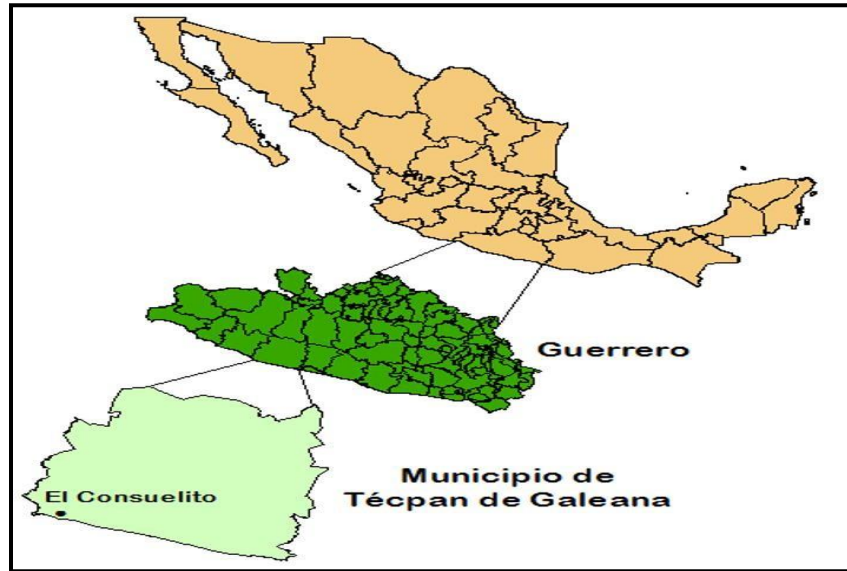 Guerrero
Municipio de
Técpan de Galeana
El Consuelito